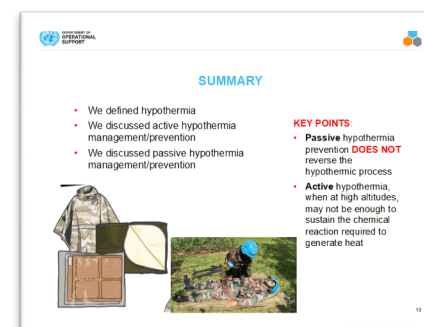 DEPARTMENT OF
OPERATIONAL
SUPPORT
SUMMARY
• We defined hypothermia
• We discussed active hypothermia
management/prevention
• We discussed passive hypothermia
management/prevention
KEY POINTS:
• Passive hypothermia
prevention DOES NOT
reverse the
hypothermic process
• Active hypothermia,
when at high altitudes,
may not be enough to
sustain the chemical
reaction required to
generate heat